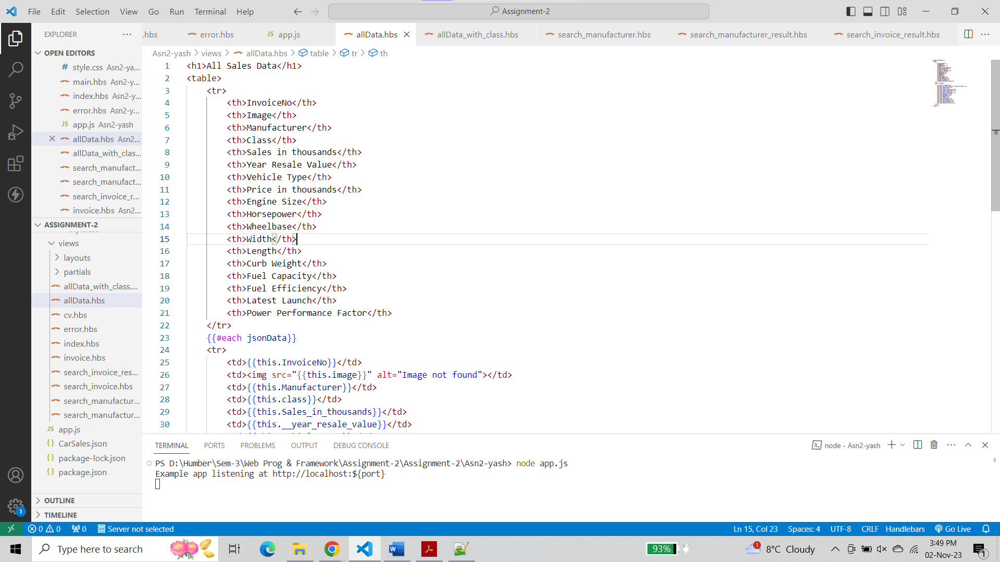 File Edit Selection View Go Run Terminal Help
Assignment-2
EXPLORER
.hbs
error.hbs
JS app.js
allData.hbs
allData_with_class.hbs
search_manufacturer.hbs
search_manufacturer_result.hbs
search_invoice_result.hbs
OPEN EDITORS
# style.css Asn2-ya...
main.hbs Asn2-y...
index.hbs Asn2-y...
error.hbs Asn2-y...
JS app.js Asn2-yash
allData.hbs Asn2...
allData_with_clas...
search_manufact...
search_manufact...
search_invoice_r...
invoice.hbs Asn2...
ASSIGNMENT-2
views
layouts
partials
allData_with_class....
allData.hbs
cv.hbs
error.hbs
index.hbs
invoice.hbs
search_invoice_res...
search_invoice.hbs
search_manufactur...
search_manufactur...
JS app.js
{} CarSales.json
{} package-lock.json
{} package.json
OUTLINE
TIMELINE
Asn2-yash > views > allData.hbs > table > tr > th
1 <h1>All Sales Data</h1>
2 <table>
3 <tr>
4 <th>InvoiceNo</th>
5 <th>Image</th>
6 <th>Manufacturer</th>
7 <th>Class</th>
8 <th>Sales in thousands</th>
9 <th>Year Resale Value</th>
10 <th>Vehicle Type</th>
11 <th>Price in thousands</th>
12 <th>Engine Size</th>
13 <th>Horsepower</th>
14 <th>Wheelbase</th>
15 <th>Width</th>
16 <th>Length</th>
17 <th>Curb Weight</th>
18 <th>Fuel Capacity</th>
19 <th>Fuel Efficiency</th>
20 <th>Latest Launch</th>
21 <th>Power Performance Factor</th>
22 </tr>
23 {{#each jsonData}}
24 <tr>
25 <td>{{this.InvoiceNo}}</td>
26 <td><img src="{{this.image}}" alt="Image not found"></td>
27 <td>{{this.Manufacturer}}</td>
28 <td>{{this.class}}</td>
29 <td>{{this.Sales_in_thousands}}</td>
30 <td>{{this.__year_resale_value}}</td>
TERMINAL PORTS PROBLEMS OUTPUT DEBUG CONSOLE
node - Asn2-yash
PS D:\Humber\Sem-3\Web Prog & Framework\Assignment-2\Assignment-2\Asn2-yash> node app.js
Example app listening at http://localhost:${port}
1
0 0 0 Server not selected
Ln 15, Col 23 Spaces: 4 UTF-8 CRLF Handlebars Go Live
Type here to search
93%
1
8°C Cloudy
3:49 PM
02-Nov-23
1